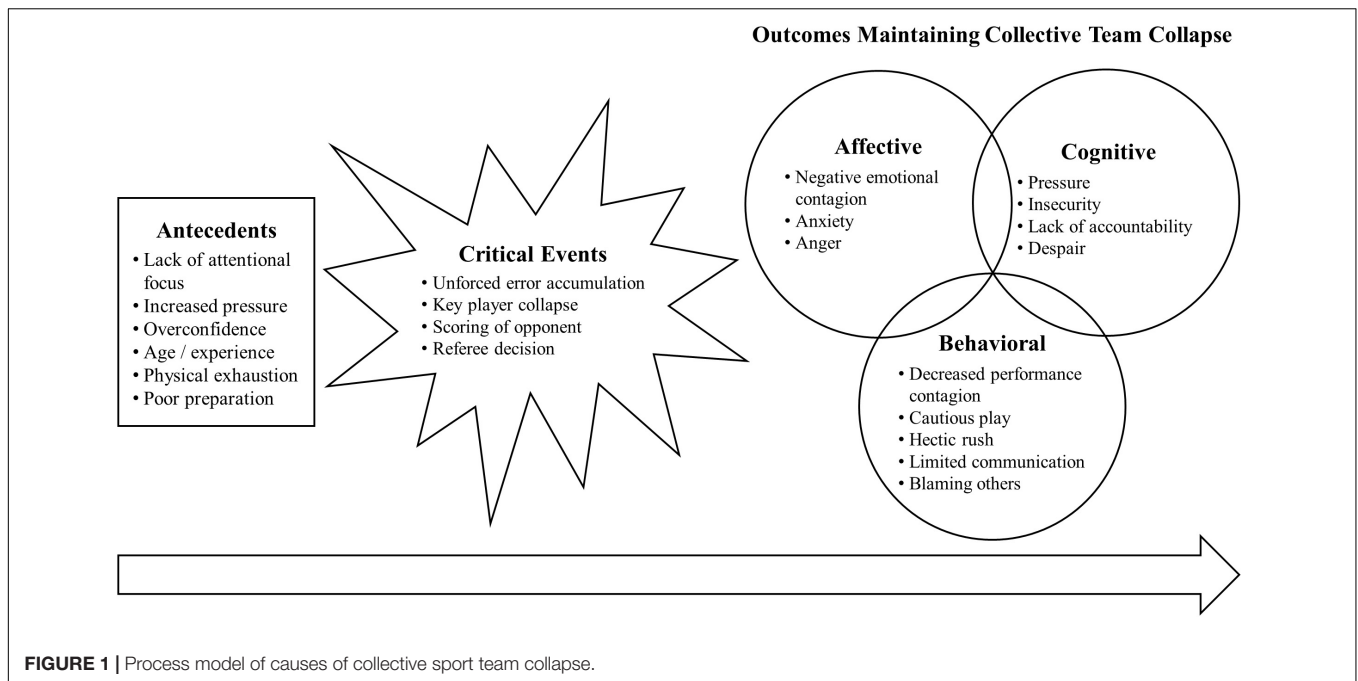 Outcomes Maintaining Collective Team Collapse
Antecedents
• Lack of attentional
focus
• Increased pressure
• Overconfidence
• Age / experience
• Physical exhaustion
• Poor preparation
Critical Events
• Unforced error accumulation
• Key player collapse
• Scoring of opponent
• Referee decision
Affective
• Negative emotional
contagion
• Anxiety
• Anger
Cognitive
• Pressure
• Insecurity
• Lack of accountability
• Despair
Behavioral
• Decreased performance
contagion
• Cautious play
• Hectic rush
• Limited communication
• Blaming others
FIGURE 1 | Process model of causes of collective sport team collapse.